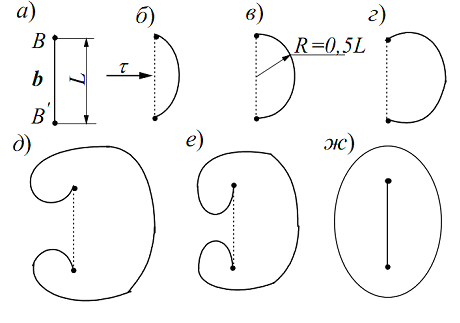 а) б) в) г)
B
b
B'
L
τ
R=0,5L
д) е) ж)